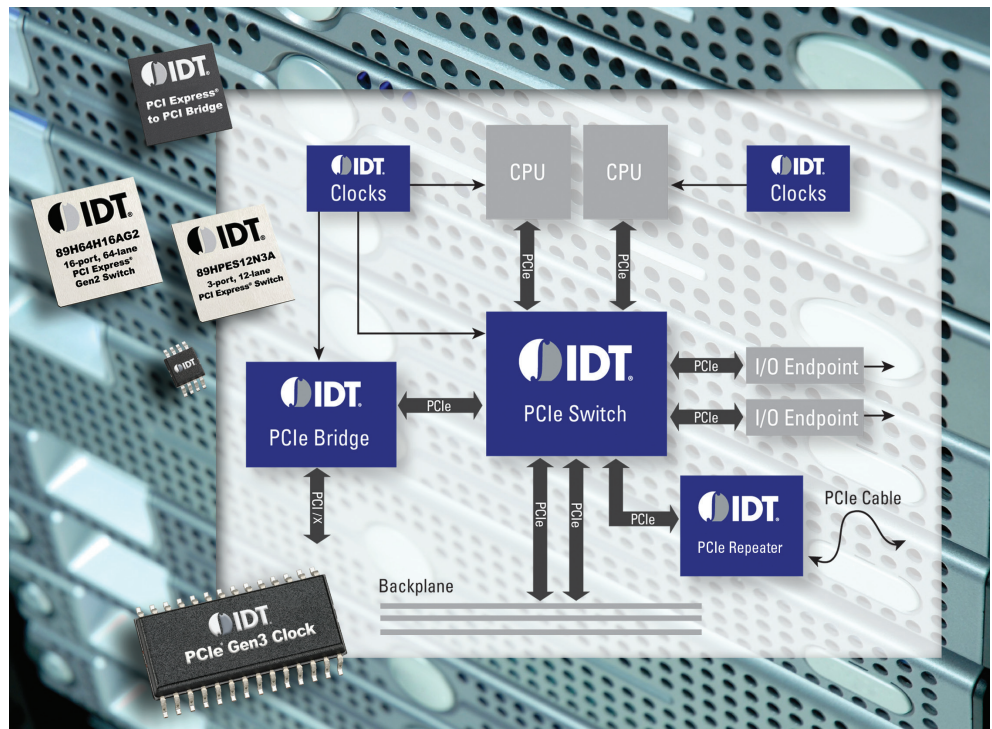 IDT.
PCI Express®
to PCI Bridge
IDT.
89H64H16AG2
16-port, 64-lane
PCI Express®
Gen2 Switch
IDT.
89HPES12N3A
3-port, 12-lane
PCI Express® Switch
IDT
IDT.
Clocks
CPU
CPU
IDT.
Clocks
PCIe
PCIe
IDT.
PCIe Switch
IDT.
PCIe Bridge
PCIe
PCIe
I/O Endpoint
PCIe
I/O Endpoint
PCI /X
PCIe
PCIe
PCIe
IDT.
PCIe Repeater
PCIe Cable
Backplane
IDT.
PCIe® Gen3 Clock